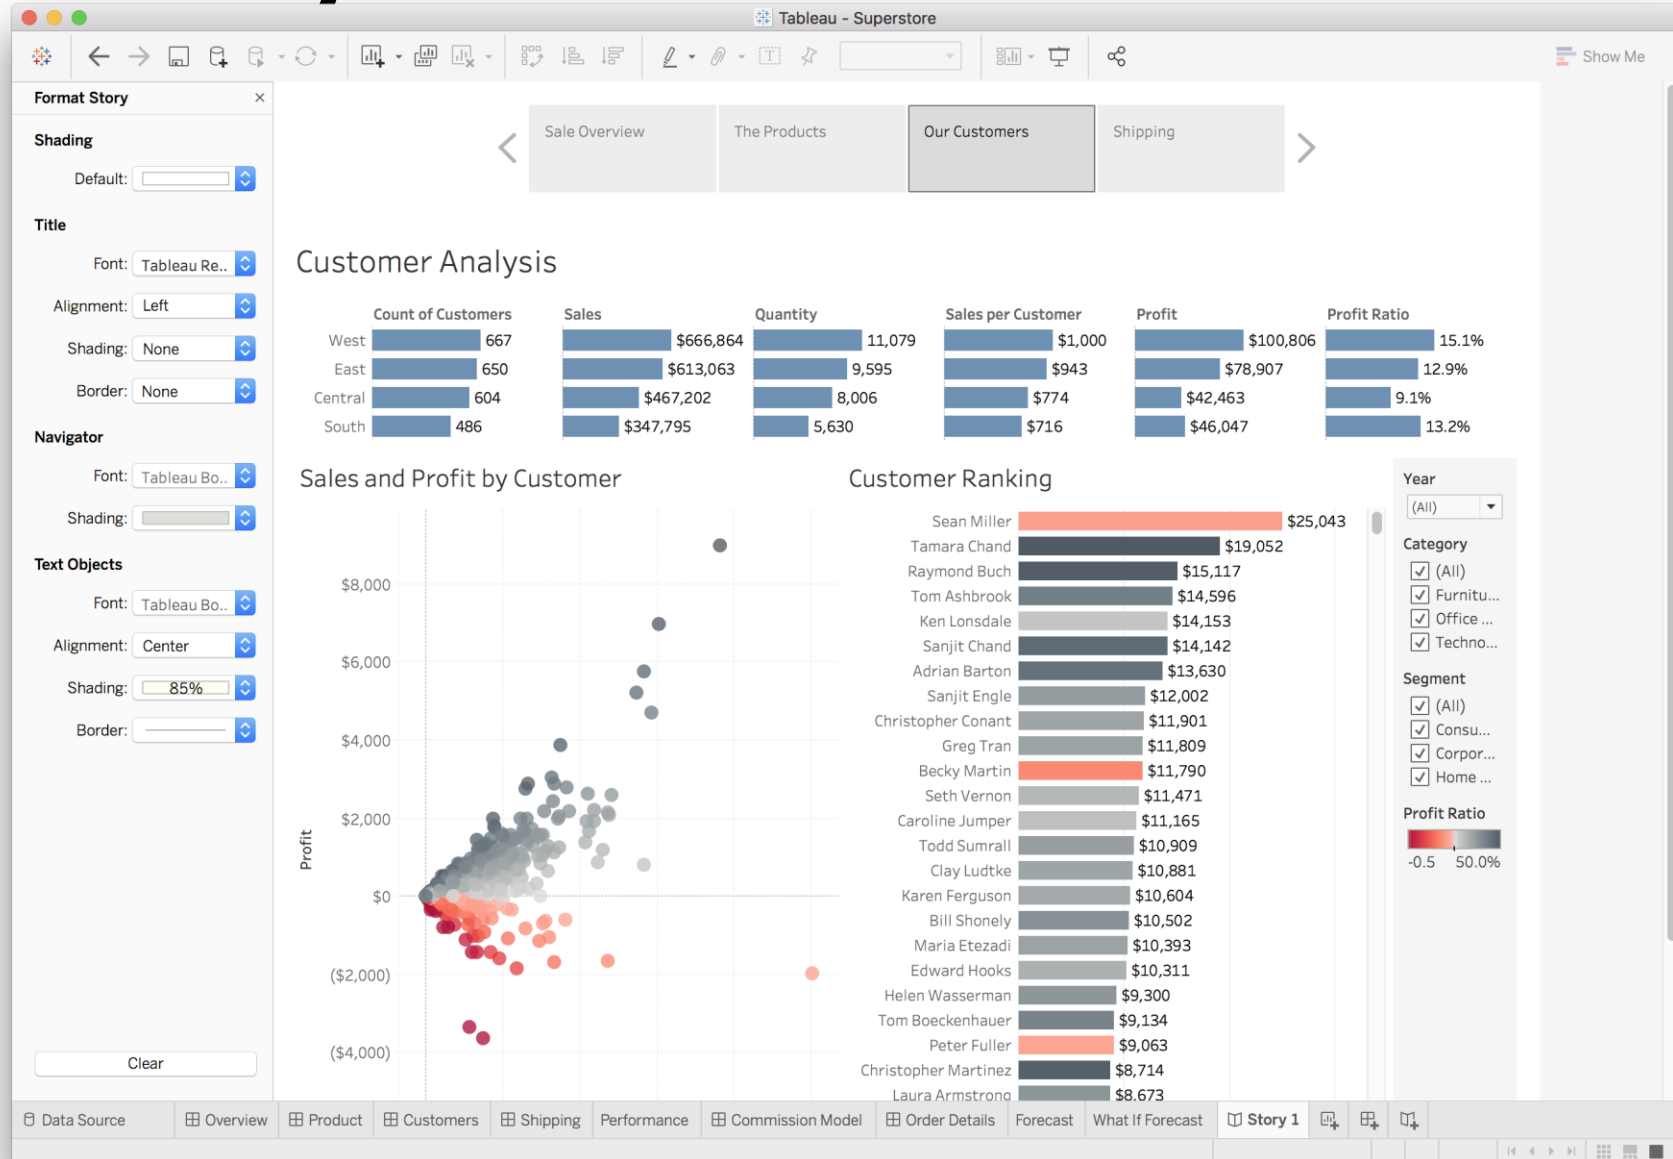 Tableau - Superstore
Show Me
Format Story
Shading
Default:
Title
Font: Tableau Re..
Alignment: Left
Shading: None
Border: None
Navigator
Font: Tableau Bo..
Shading:
Text Objects
Font: Tableau Bo..
Alignment: Center
Shading: 85%
Border:
Clear
Sale Overview The Products Our Customers Shipping
Customer Analysis
Count of Customers Sales Quantity Sales per Customer Profit Profit Ratio
West 667 $666,864 11,079 $1,000 $100,806 15.1%
East 650 $613,063 9,595 $943 $78,907 12.9%
Central 604 $467,202 8,006 $774 $42,463 9.1%
South 486 $347,795 5,630 $716 $46,047 13.2%
Sales and Profit by Customer
Profit
$8,000
$6,000
$4,000
$2,000
$0
($2,000)
($4,000)
Customer Ranking
Sean Miller $25,043
Tamara Chand $19,052
Raymond Buch $15,117
Tom Ashbrook $14,596
Ken Lonsdale $14,153
Sanjit Chand $14,142
Adrian Barton $13,630
Sanjit Engle $12,002
Christopher Conant $11,901
Greg Tran $11,809
Becky Martin $11,790
Seth Vernon $11,471
Caroline Jumper $11,165
Todd Sumrall $10,909
Clay Ludtke $10,881
Karen Ferguson $10,604
Bill Shonely $10,502
Maria Etezadi $10,393
Edward Hooks $10,311
Helen Wasserman $9,300
Tom Boeckenhauer $9,134
Peter Fuller $9,063
Christopher Martinez $8,714
Laura Armstrong $8,673
Year
(All)
Category
(All)
Furnitu...
Office ...
Techno...
Segment
(All)
Consu...
Corpor...
Home ...
Profit Ratio
-0.5 50.0%
Data Source Overview Product Customers Shipping Performance Commission Model Order Details Forecast What If Forecast Story 1